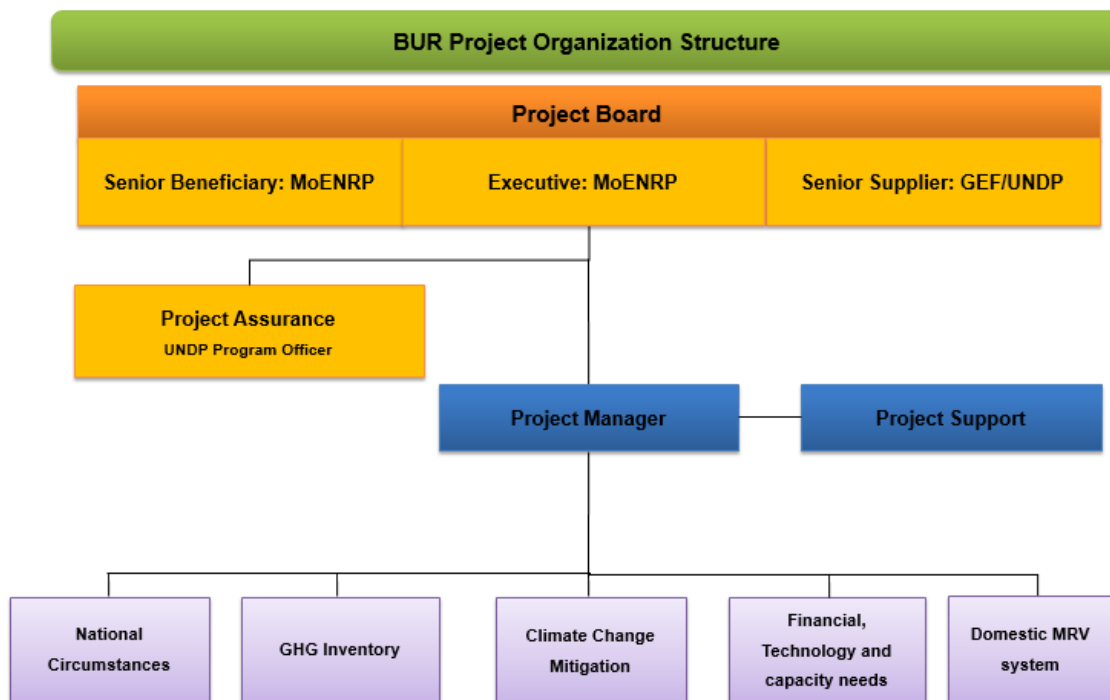 BUR Project Organization Structure
Project Board
Senior Beneficiary: MoENRP
Executive: MoENRP
Senior Supplier: GEF/UNDP
Project Assurance
UNDP Program Officer
Project Manager
Project Support
National
Circumstances
GHG Inventory
Climate Change
Mitigation
Financial,
Technology and
capacity needs
Domestic MRV
system